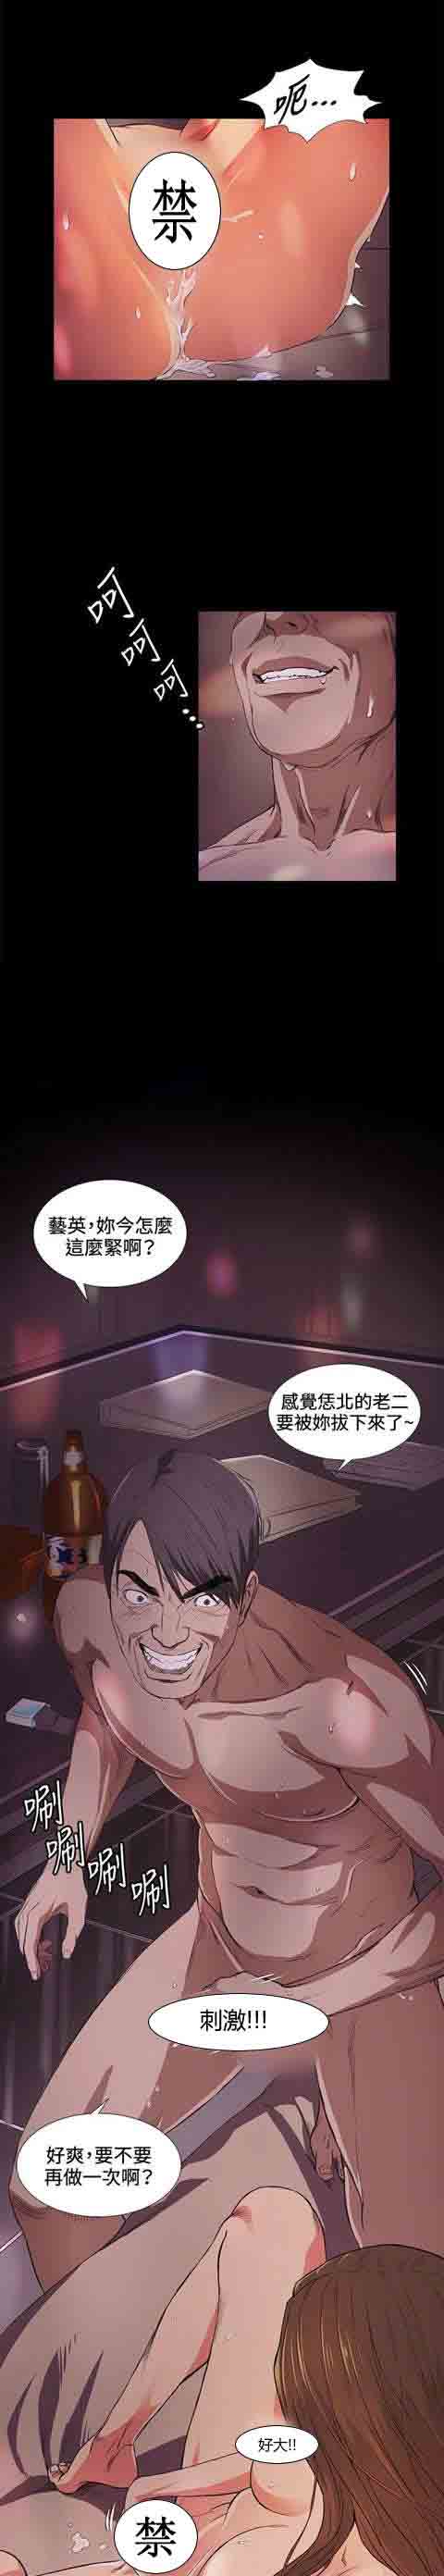 呃...
禁
呵呵呵...
藝英，妳今怎麼
這麼緊啊？
感覺恁北的老二
要被妳拔下來了~
唰唰唰唰
刺激!!!
好爽，要不要
再做一次啊？
好大!!
禁